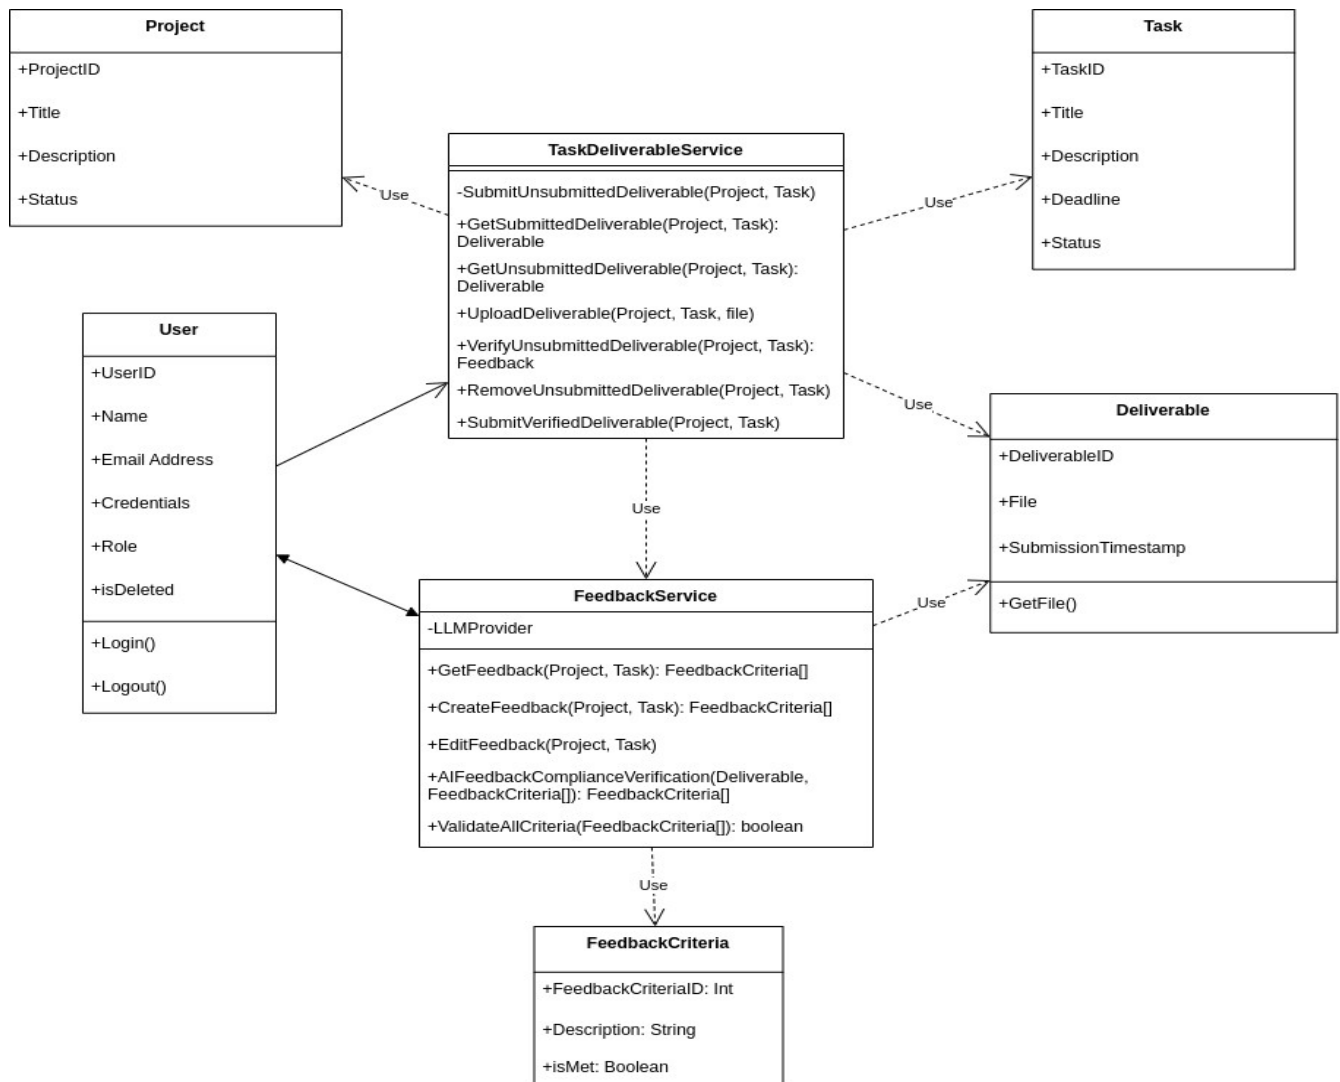 Project
+ProjectID
+Title
+Description
+Status
Task
+TaskID
+Title
+Description
+Deadline
+Status
TaskDeliverableService
-SubmitUnsubmittedDeliverable(Project, Task)
+GetSubmittedDeliverable(Project, Task):
Deliverable
+GetUnsubmittedDeliverable(Project, Task):
Deliverable
+UploadDeliverable(Project, Task, file)
+VerifyUnsubmittedDeliverable(Project, Task):
Feedback
+RemoveUnsubmittedDeliverable(Project, Task)
+SubmitVerifiedDeliverable(Project, Task)
Use
Use
User
+UserID
+Name
+Email Address
+Credentials
+Role
+isDeleted
+Login()
+Logout()
Use
Use
Deliverable
+DeliverableID
+File
+SubmissionTimestamp
+GetFile()
FeedbackService
-LLMProvider
+GetFeedback(Project, Task): FeedbackCriteria[]
+CreateFeedback(Project, Task): FeedbackCriteria[]
+EditFeedback(Project, Task)
+AIFeedbackComplianceVerification(Deliverable,
FeedbackCriteria[]): FeedbackCriteria[]
+ValidateAllCriteria(FeedbackCriteria[]): boolean
Use
Use
FeedbackCriteria
+FeedbackCriteriaID: Int
+Description: String
+isMet: Boolean